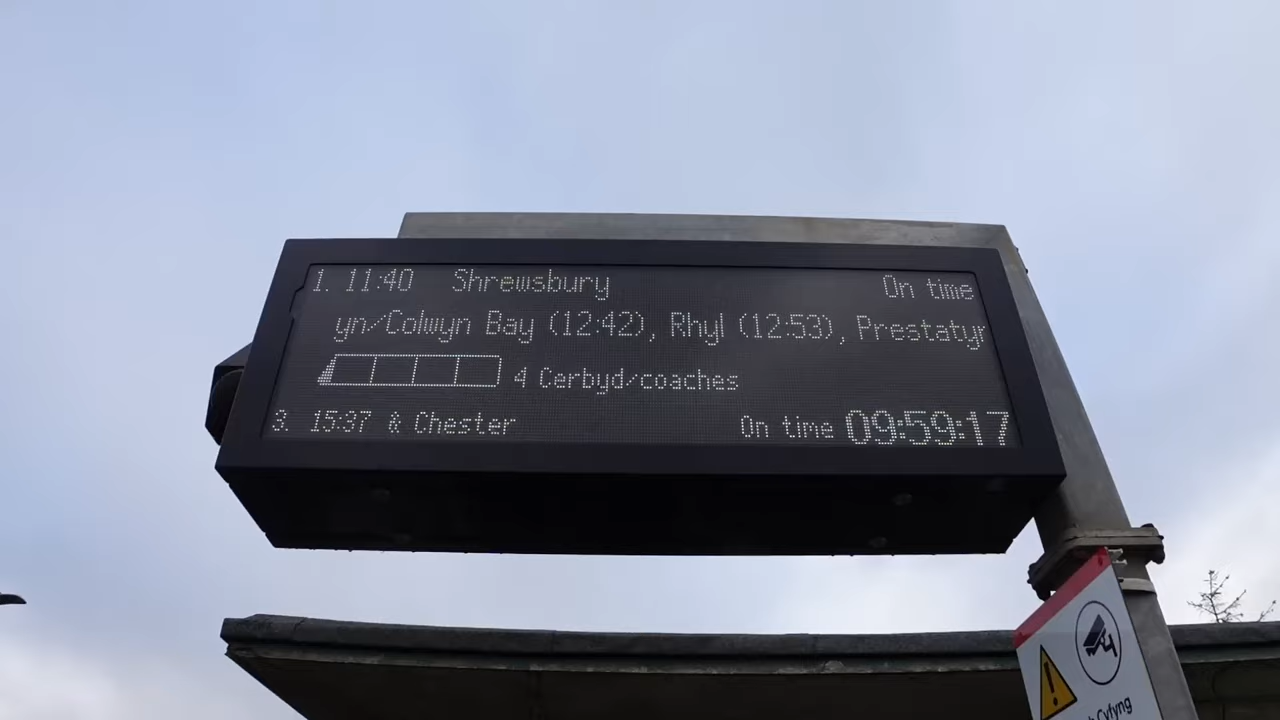 1. 11:40 Shrewsbury On time
yn/Colwyn Bay (12:42), Rhyl (12:53), Prestatyn
4 Cerbyd/coaches
3. 15:37 & Chester On time 09:59:17
Cyfyng